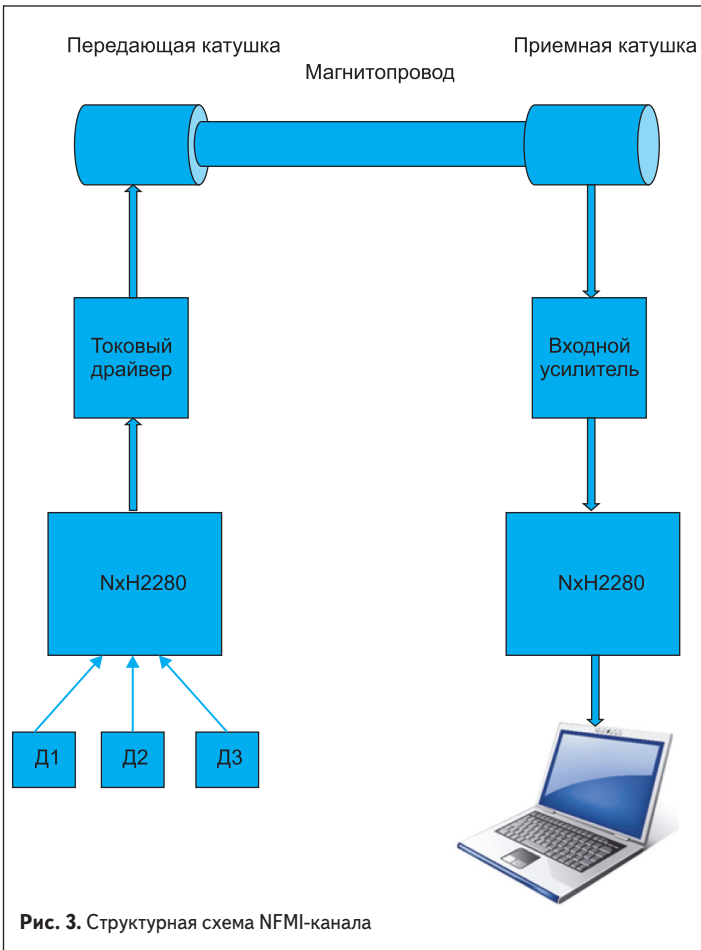 Передающая катушка
Приемная катушка
Магнитопровод
Токовый
драйвер
Входной
усилитель
NxH2280
NxH2280
Д1
Д2
Д3
Рис. 3. Структурная схема NFMI-канала